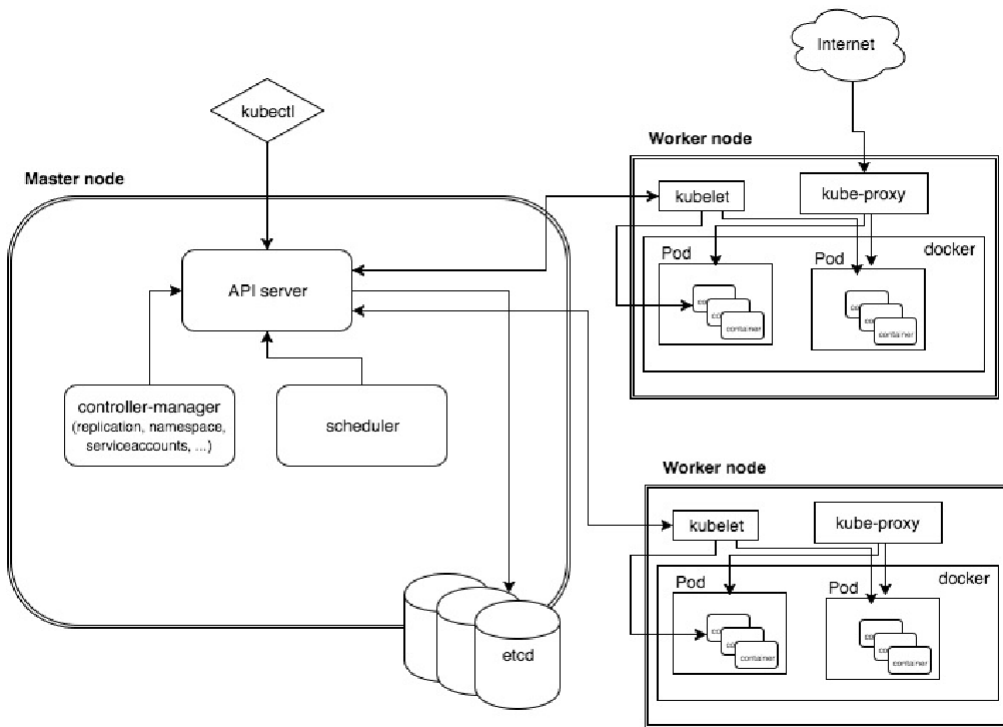 Internet
kubectl
Worker node
Master node
kubelet
kube-proxy
docker
Pod
Pod
API server
container
container
controller-manager
(replication, namespace,
serviceaccounts, ...)
scheduler
Worker node
kubelet
kube-proxy
docker
Pod
Pod
container
container
etcd